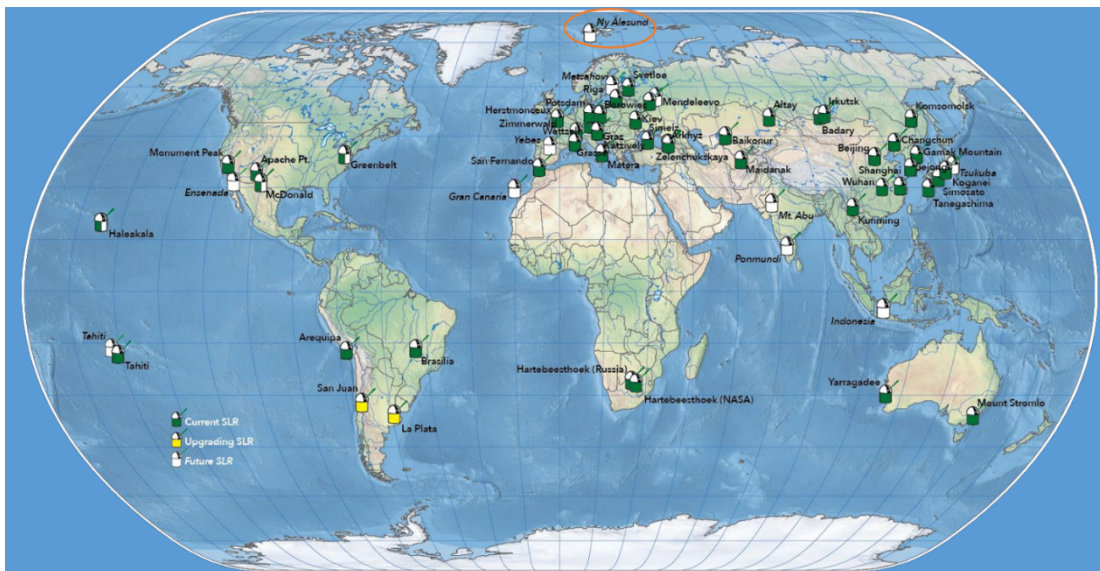 Ny Ålesund
Metsahovi
Svetloe
Riga
Potsdam
Borowiec
Mendeleevo
Herstmonceux
Zimmerwald
Kiev
Wettzell
Simeiz
Graz
Katzively
Arkhyz
Yebes
Grasse
Zelenchukskaya
San Fernando
Matera
Gran Canaria
Altay
Irkutsk
Badary
Komsomolsk
Baikonur
Maidanak
Changchun
Beijing
Gamak Mountain
Shanghai
Sejong
Tsukuba
Koganei
Wuhan
Simosato
Tanegashima
Kunming
Mt. Abu
Ponmundi
Indonesia
Monument Peak
Apache Pt.
Greenbelt
Ensenada
McDonald
Haleakala
Tahiti
Tahiti
Arequipa
Brasilia
San Juan
La Plata
Hartebeesthoek (Russia)
Hartebeesthoek (NASA)
Yarragadee
Mount Stromlo
Current SLR
Upgrading SLR
Future SLR